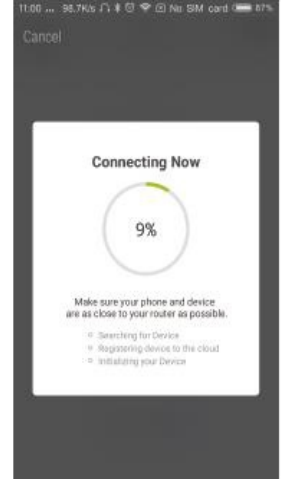 11:00 ... 98.7K/s No SIM card 87%
Cancel
Connecting Now
9%
Make sure your phone and device
are as close to your router as possible.
Searching for Device
Registering device to the cloud
Initializing your Device